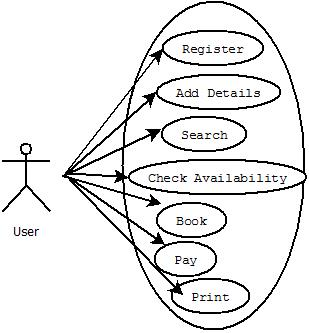 Register
Add Details
Search
Check Availability
Book
Pay
Print
User